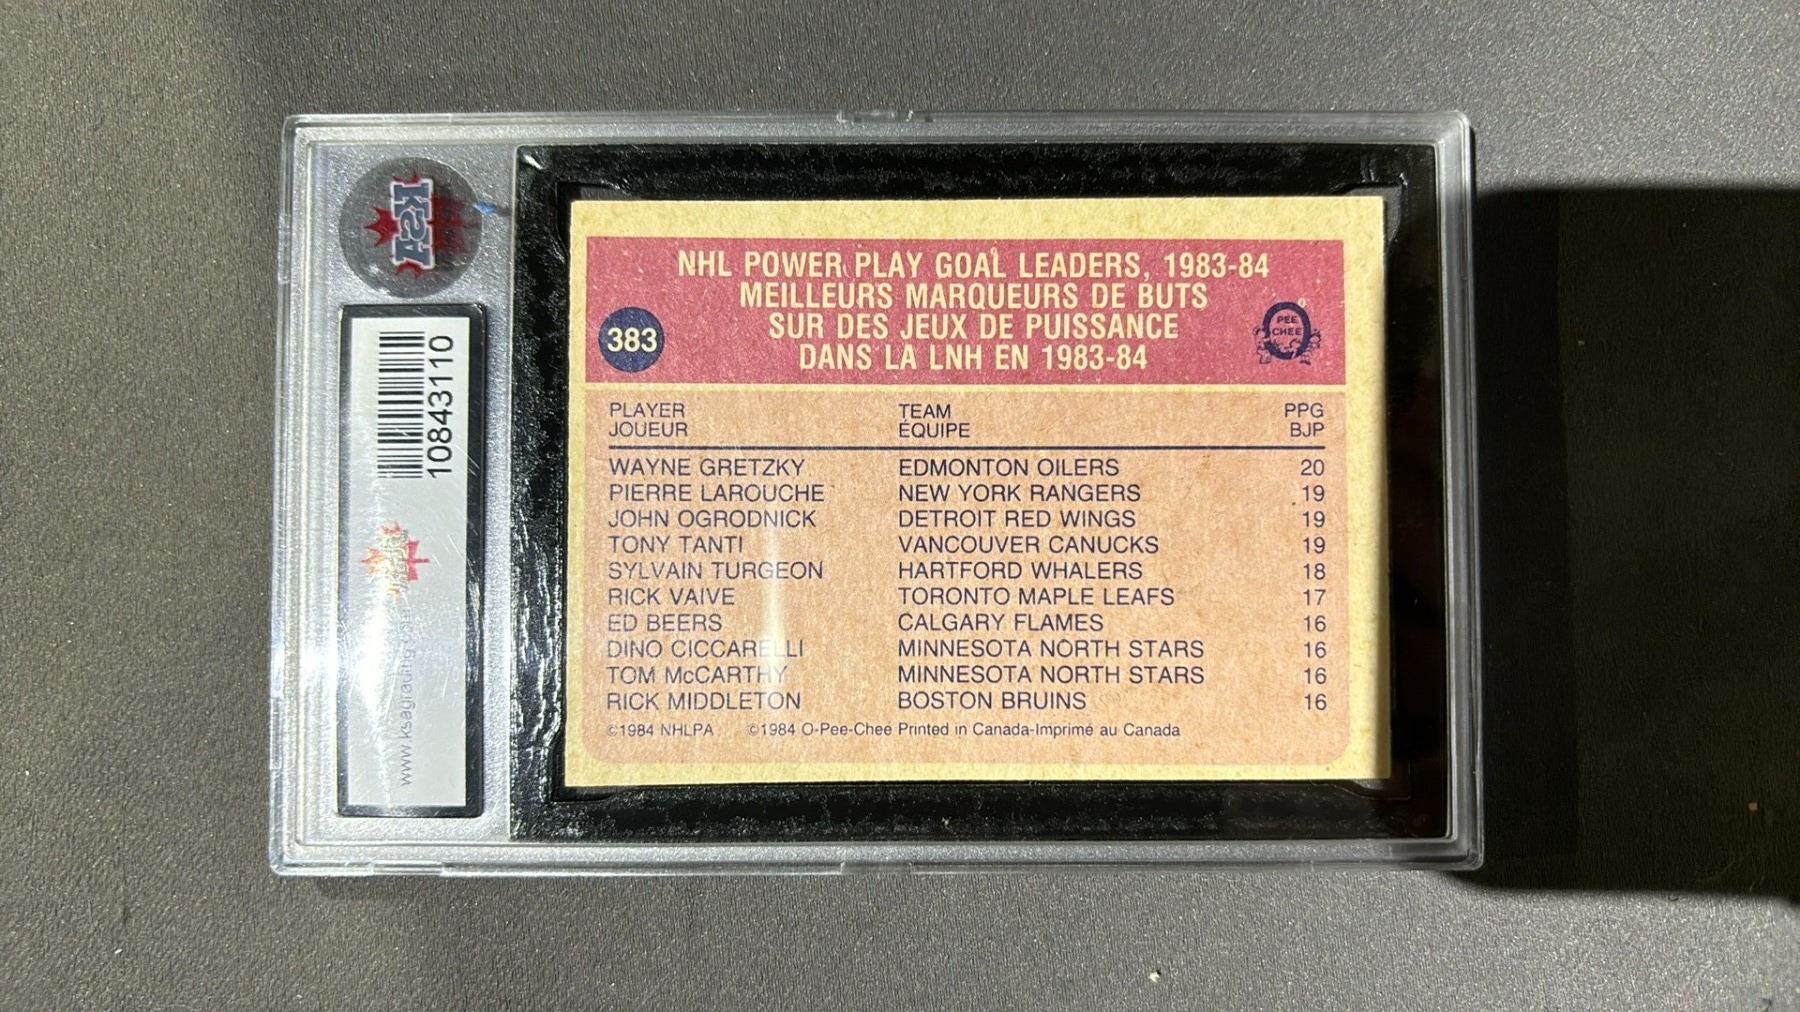 KSA
10843110
www.ksagrading.com
NHL POWER PLAY GOAL LEADERS, 1983-84
MEILLEURS MARQUEURS DE BUTS
SUR DES JEUX DE PUISSANCE
DANS LA LNH EN 1983-84
383
O
PEE
CHEE
PLAYER TEAM PPG
JOUEUR ÉQUIPE BJP
WAYNE GRETZKY EDMONTON OILERS 20
PIERRE LAROUCHE NEW YORK RANGERS 19
JOHN OGRODNICK DETROIT RED WINGS 19
TONY TANTI VANCOUVER CANUCKS 19
SYLVAIN TURGEON HARTFORD WHALERS 18
RICK VAIVE TORONTO MAPLE LEAFS 17
ED BEERS CALGARY FLAMES 16
DINO CICCARELLI MINNESOTA NORTH STARS 16
TOM McCARTHY MINNESOTA NORTH STARS 16
RICK MIDDLETON BOSTON BRUINS 16
©1984 NHLPA ©1984 O-Pee-Chee Printed in Canada-Imprimé au Canada